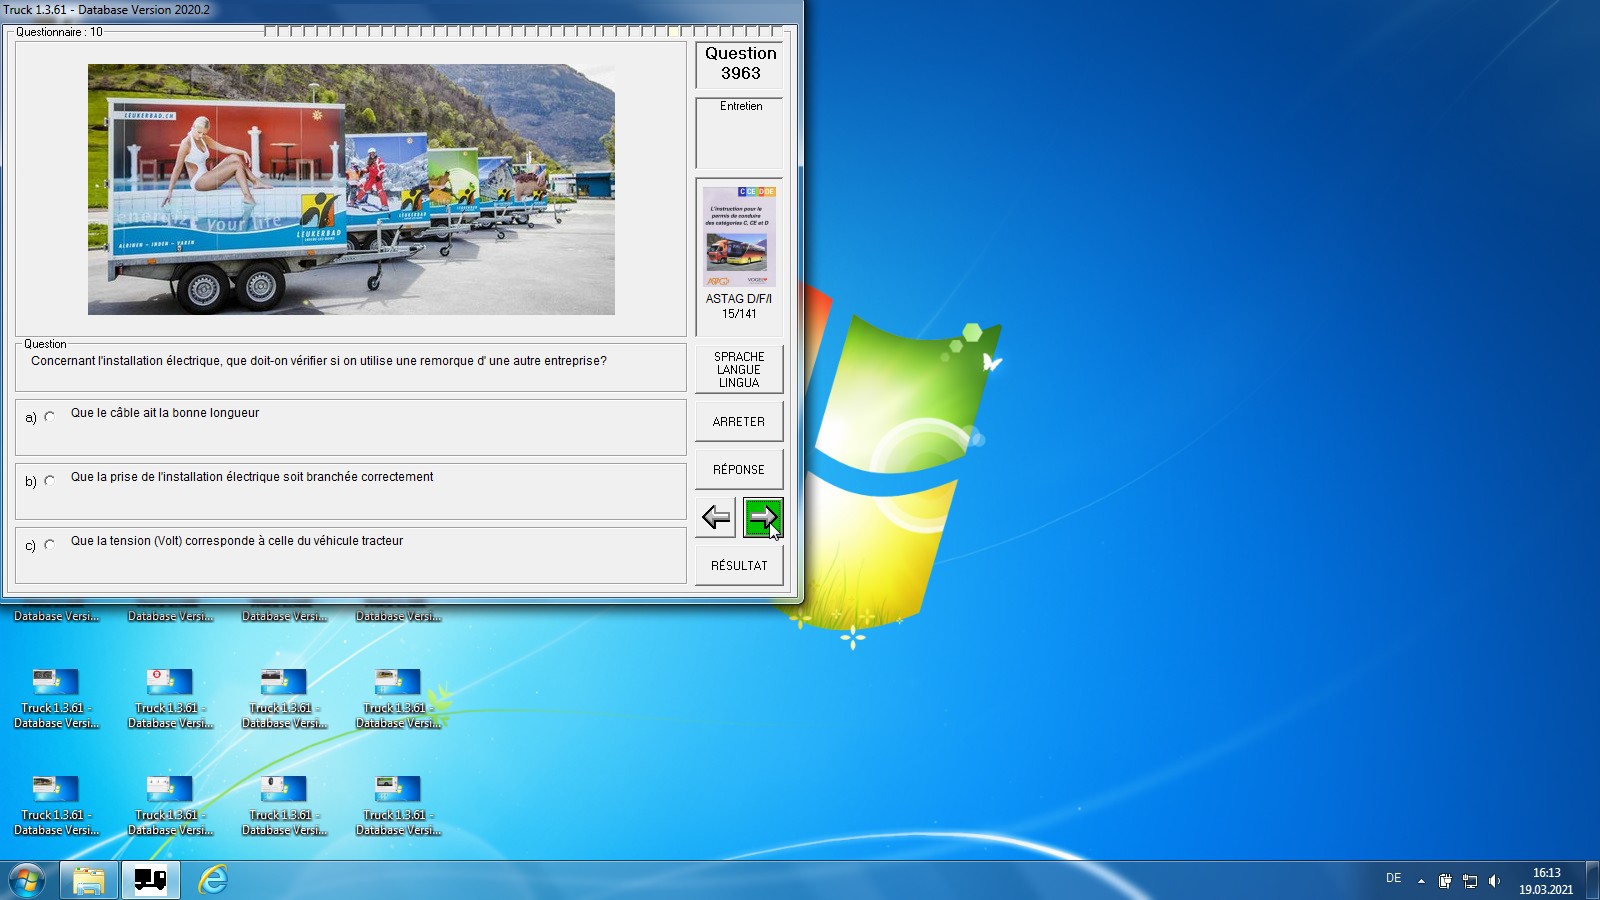 Truck 1.3.61 - Database Version 2020.2
Questionnaire : 10
LEUKERBAD.CH
energize your life
LEUKERBAD
ALBINEN - INDEN - VAREN
LEUKERBAD
LEUKERBAD
Question
3963
Entretien
C CE D DE
L'instruction pour le
permis de conduire
des catégories C, CE et D
ASTAG D/F/I
15/141
Question
Concernant l'installation électrique, que doit-on vérifier si on utilise une remorque d' une autre entreprise?
a) Que le câble ait la bonne longueur
b) Que la prise de l'installation électrique soit branchée correctement
c) Que la tension (Volt) corresponde à celle du véhicule tracteur
SPRACHE
LANGUE
LINGUA
ARRETER
RÉPONSE
RÉSULTAT
Database Versi...
Database Versi...
Database Versi...
Database Versi...
Truck 1.3.61 -
Database Versi...
Truck 1.3.61 -
Database Versi...
Truck 1.3.61 -
Database Versi...
Truck 1.3.61 -
Database Versi...
Truck 1.3.61 -
Database Versi...
Truck 1.3.61 -
Database Versi...
Truck 1.3.61 -
Database Versi...
Truck 1.3.61 -
Database Versi...
DE
16:13
19.03.2021